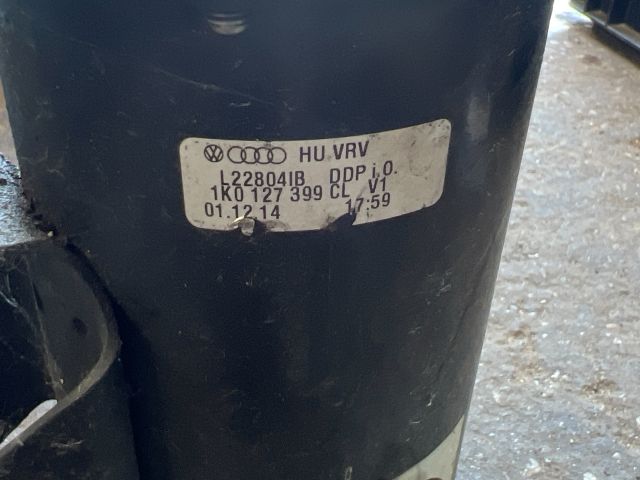 HU VRV
L22804IB DDP i.O.
1K0 127 399 CL V1
01.12.14 17:59